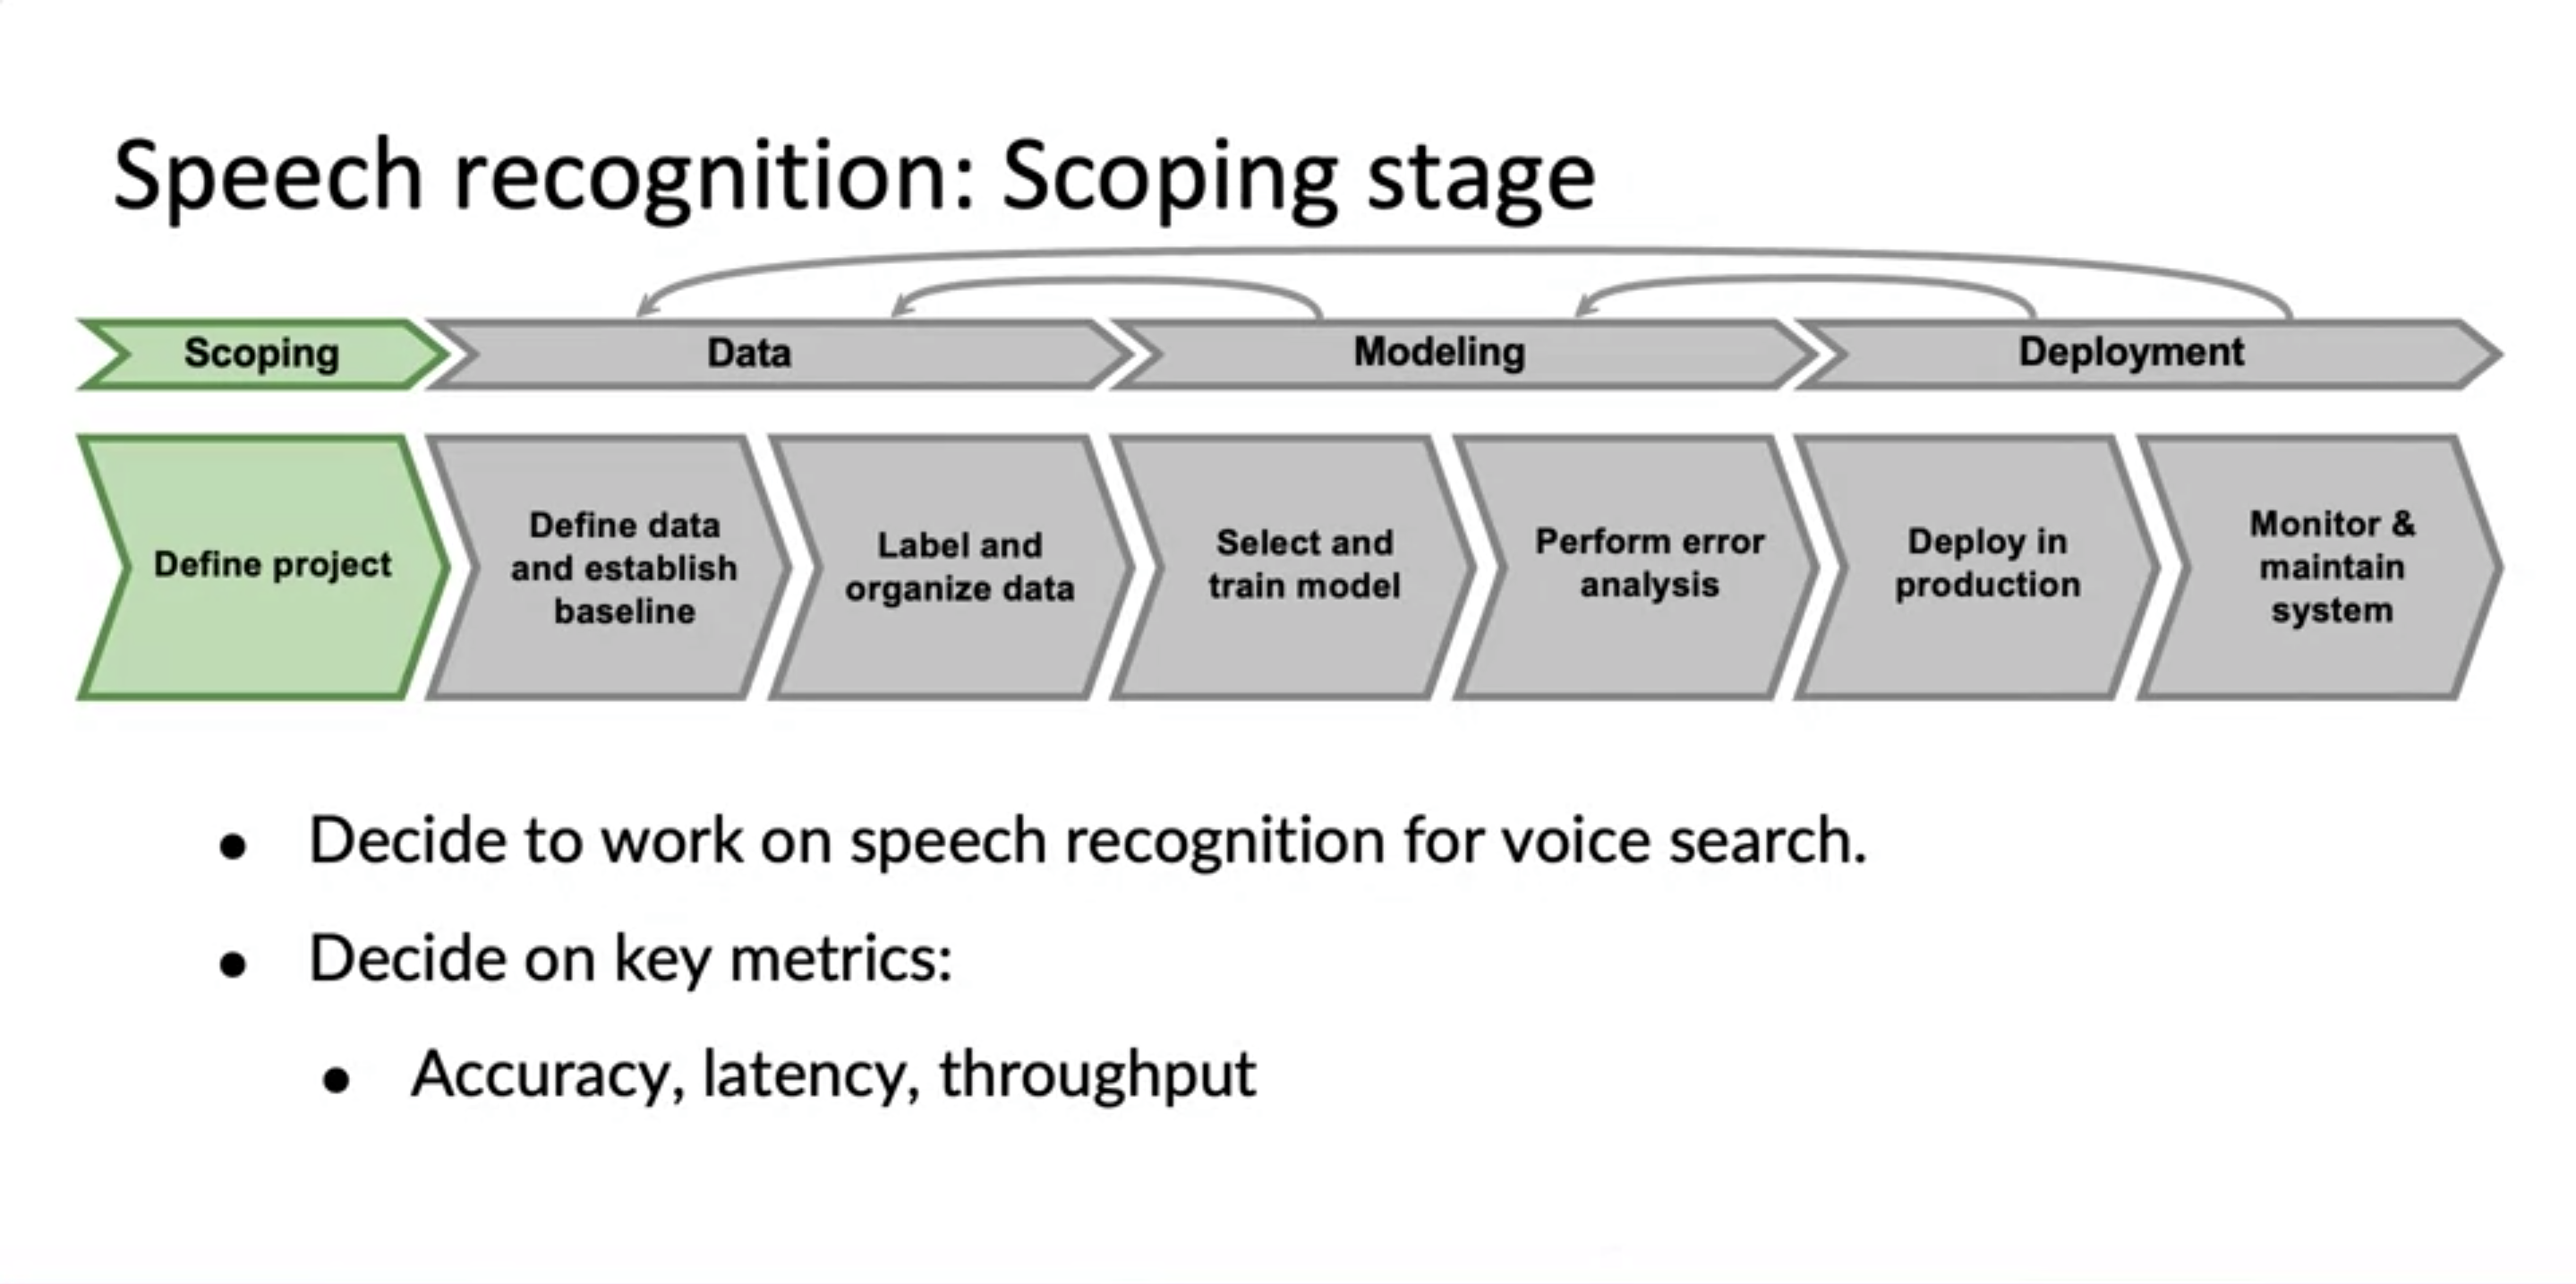 Speech recognition: Scoping stage
Scoping
Data
Modeling
Deployment
Define project
Define data
and establish
baseline
Label and
organize data
Select and
train model
Perform error
analysis
Deploy in
production
Monitor &
maintain
system
• Decide to work on speech recognition for voice search.
• Decide on key metrics:
• Accuracy, latency, throughput